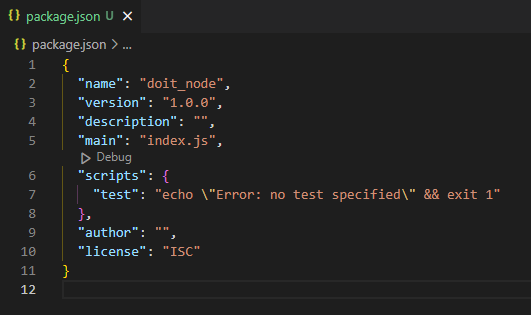 {} package.json U ×
{} package.json > ...
1 {
2 "name": "doit_node",
3 "version": "1.0.0",
4 "description": "",
5 "main": "index.js",
Debug
6 "scripts": {
7 "test": "echo \"Error: no test specified\" && exit 1"
8 },
9 "author": "",
10 "license": "ISC"
11 }
12